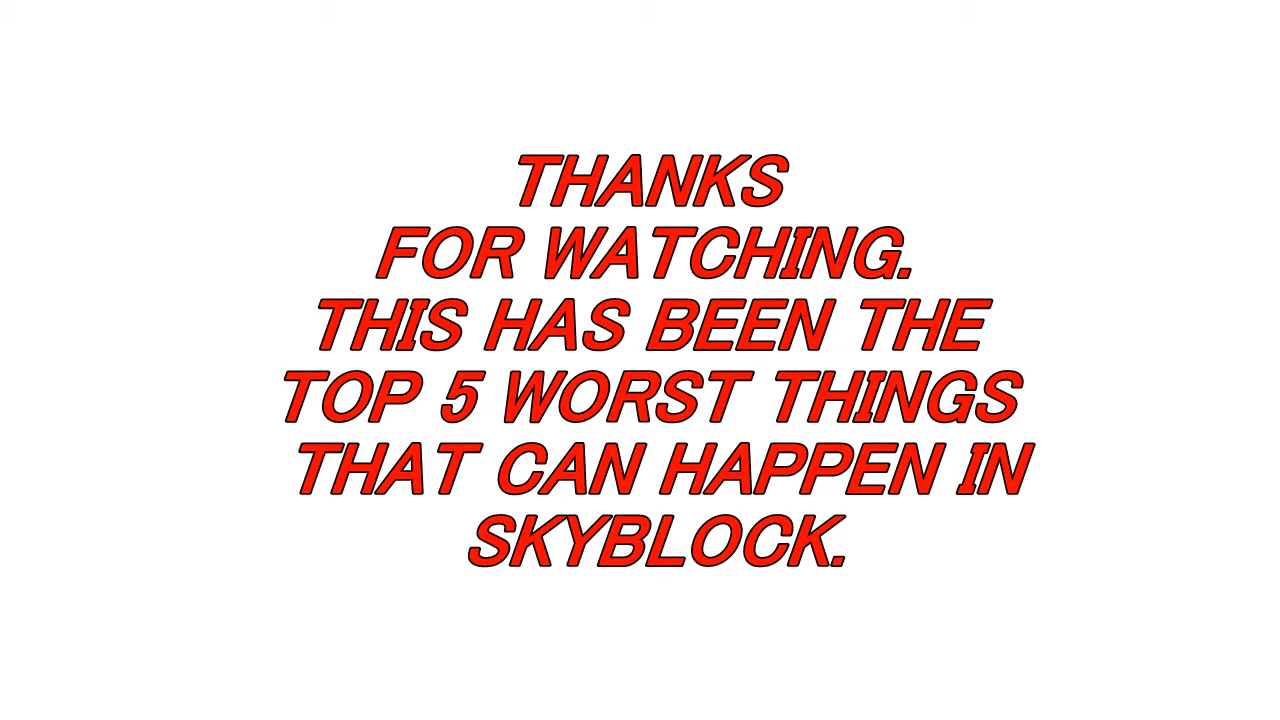 THANKS
FOR WATCHING.
THIS HAS BEEN THE
TOP 5 WORST THINGS
THAT CAN HAPPEN IN
SKYBLOCK.